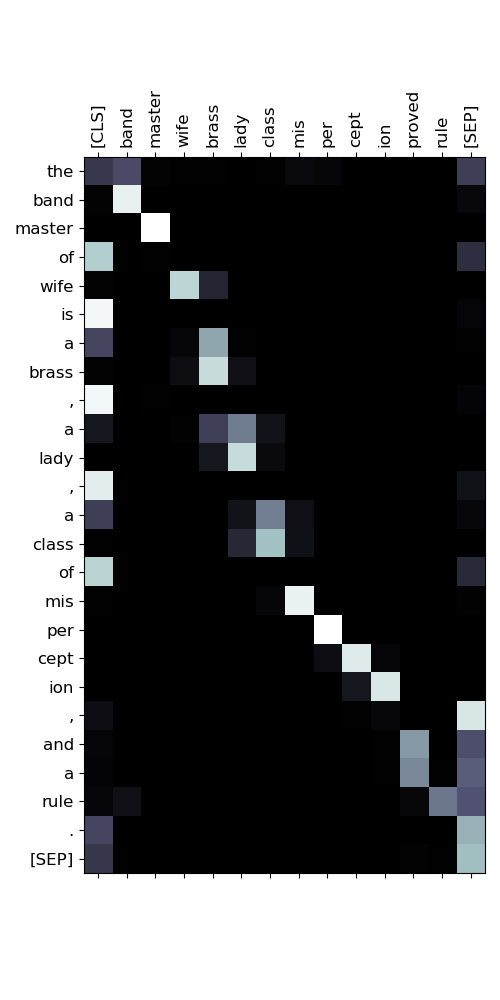 [CLS] band master wife brass lady class mis per cept ion proved rule [SEP]
the
band
master
of
wife
is
a
brass
,
a
lady
,
a
class
of
mis
per
cept
ion
,
and
a
rule
.
[SEP]